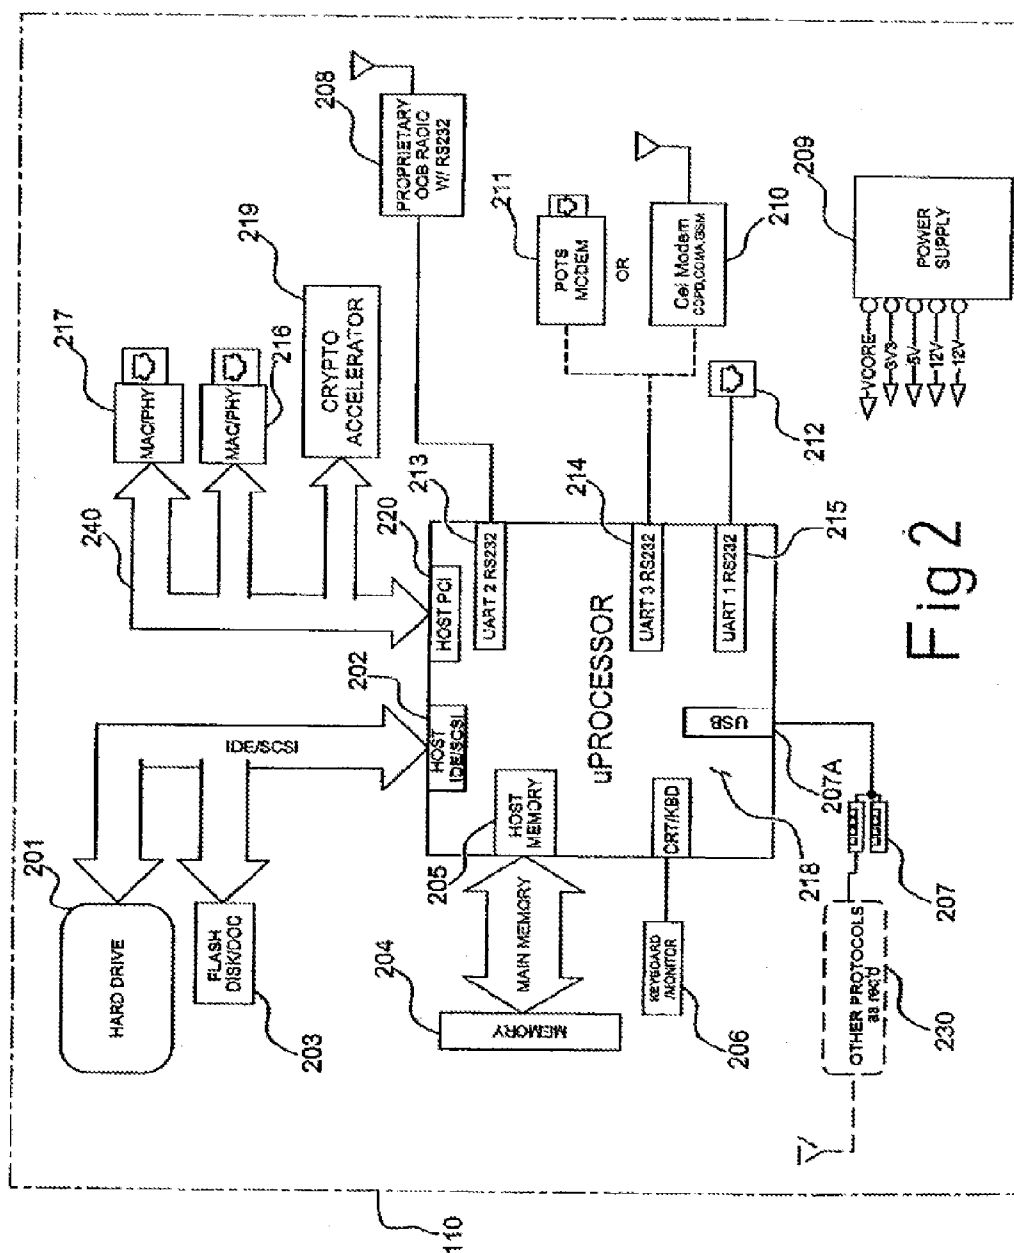 110
201
HARD DRIVE
203
FLASH
DISK/DOC
IDE/SCSI
202
HOST
IDE/SCSI
240
217
MAC/PHY
216
MAC/PHY
219
CRYPTO
ACCELERATOR
220
HOST PCI
208
PROPRIETARY
OOB RADIO
W/ RS232
204
MEMORY
MAIN MEMORY
205
HOST
MEMORY
213
UART 2 RS232
uPROCESSOR
211
POTS
MODEM
OR
214
UART 3 RS232
Cel Modem
CDPD,CDMA,GSM
210
206
KEYBOARD
/MONITOR
CRT/KBD
218
USB
207A
UART 1 RS232
215
212
207
OTHER PROTOCOLS
as req'd
230
209
POWER
SUPPLY
VCORE
3V3
5V
12V
-12V
Fig 2